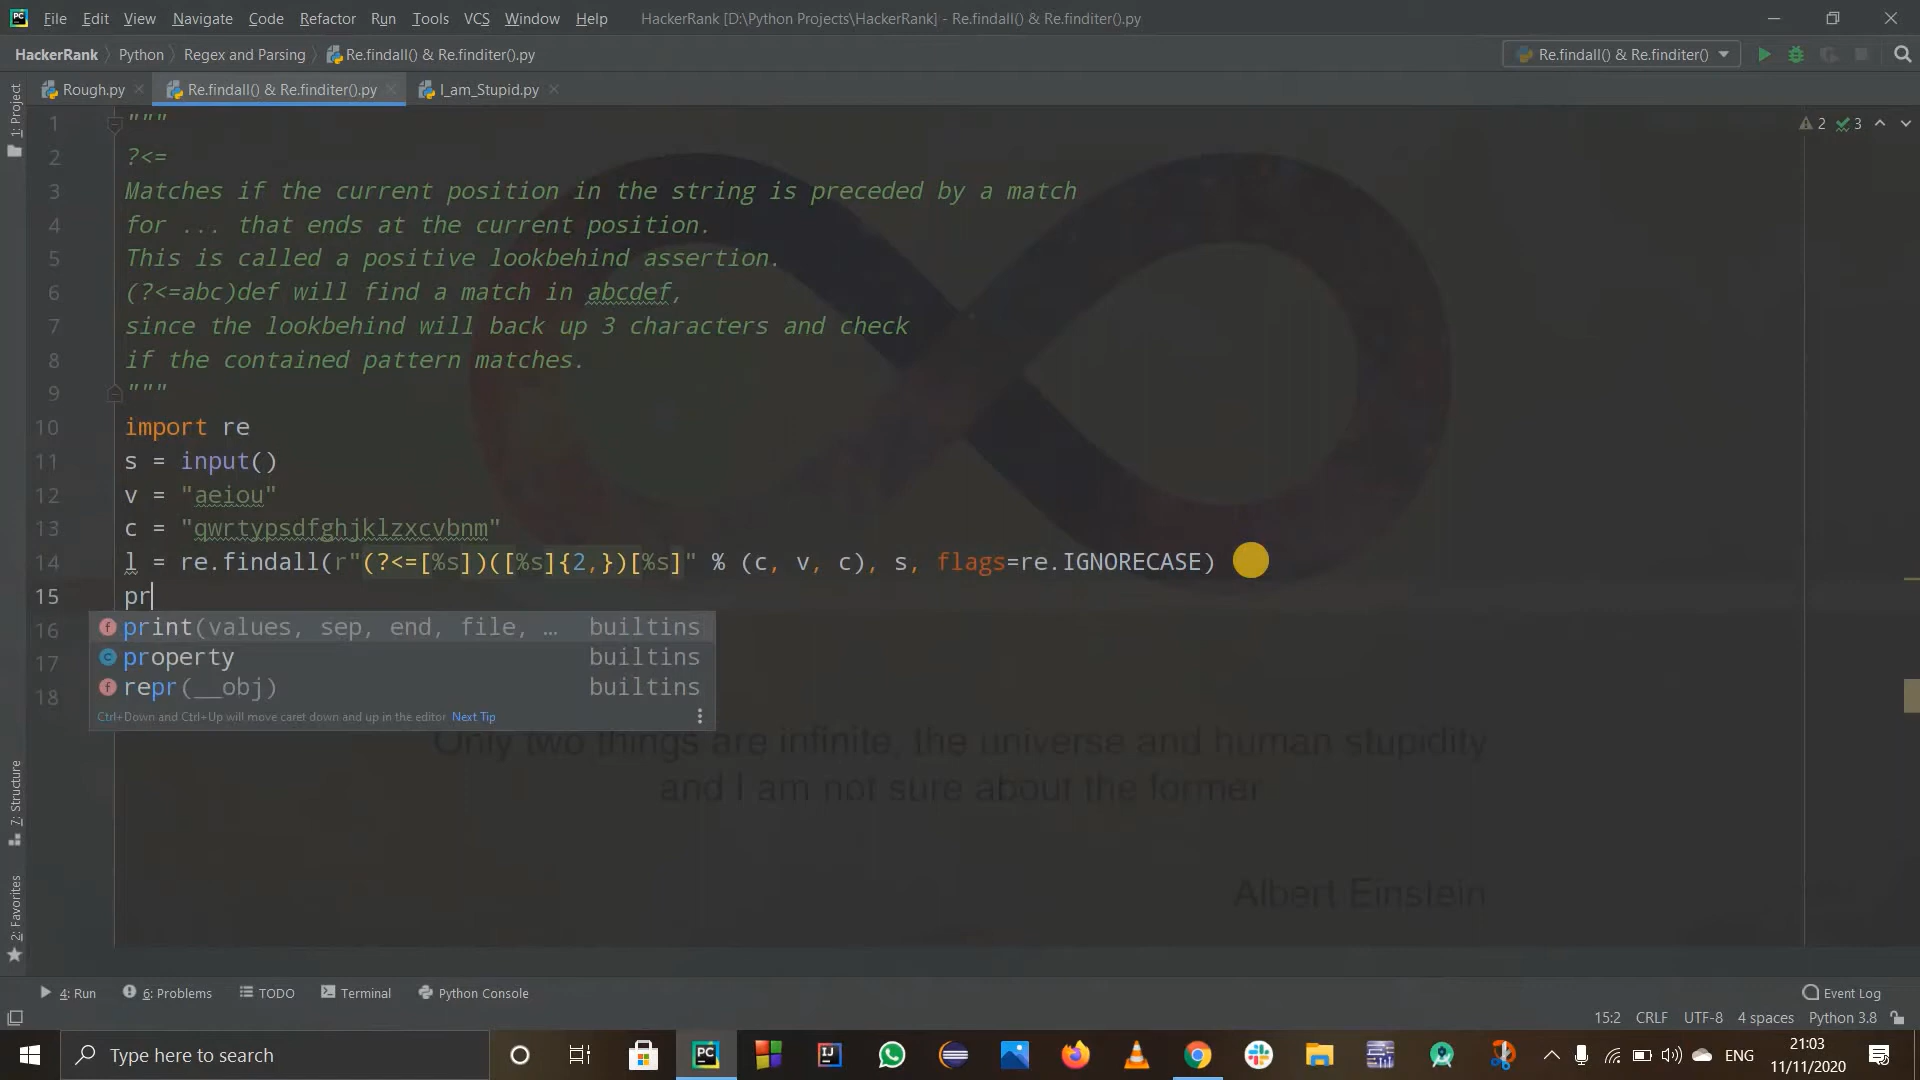 File Edit View Navigate Code Refactor Run Tools VCS Window Help HackerRank [D:\Python Projects\HackerRank] - Re.findall() & Re.finditer().py
HackerRank Python Regex and Parsing Re.findall() & Re.finditer().py Re.findall() & Re.finditer()
Rough.py Re.findall() & Re.finditer().py I_am_Stupid.py
1: Project
1 """ 2 3
2 ?<=
3 Matches if the current position in the string is preceded by a match
4 for ... that ends at the current position.
5 This is called a positive lookbehind assertion.
6 (?<=abc)def will find a match in abcdef,
7 since the lookbehind will back up 3 characters and check
8 if the contained pattern matches.
9 """
10 import re
11 s = input()
12 v = "aeiou"
13 c = "qwrtypsdfghjklzxcvbnm"
14 l = re.findall(r"(?<=[%s])([%s]{2,})[%s]" % (c, v, c), s, flags=re.IGNORECASE)
15 pr
16 print(values, sep, end, file, … builtins
17 property builtins
18 repr(__obj) builtins
Ctrl+Down and Ctrl+Up will move caret down and up in the editor Next Tip
Only two things are infinite, the universe and human stupidity
and I am not sure about the former
Albert Einstein
7: Structure
2: Favorites
4: Run 6: Problems TODO Terminal Python Console Event Log
15:2 CRLF UTF-8 4 spaces Python 3.8
Type here to search
PC IJ ENG
21:03
11/11/2020